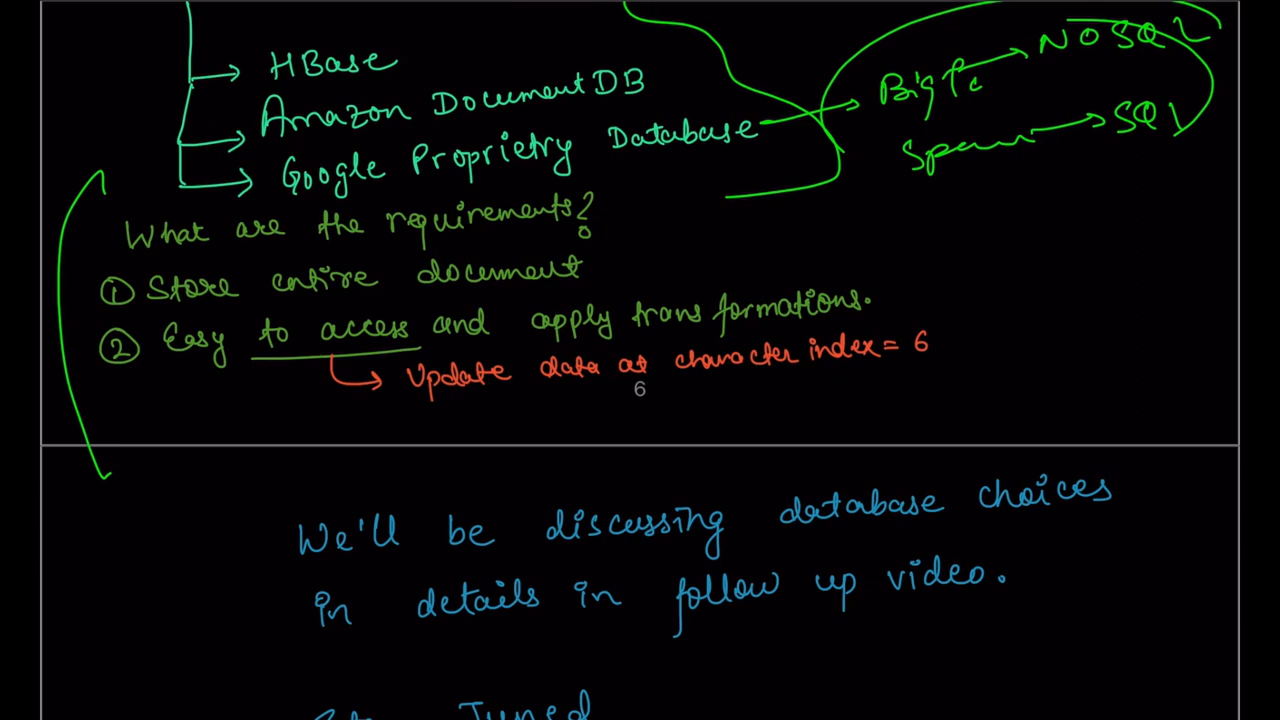 HBase
Amazon DocumentDB
Google Proprietry Database
NOSQL
SQL
What are the requirements?
① Store entire document
② Easy to access and apply transformations.
Update data at character index = 6
6
We'll be discussing database choices
in details in follow up video.
Tuned